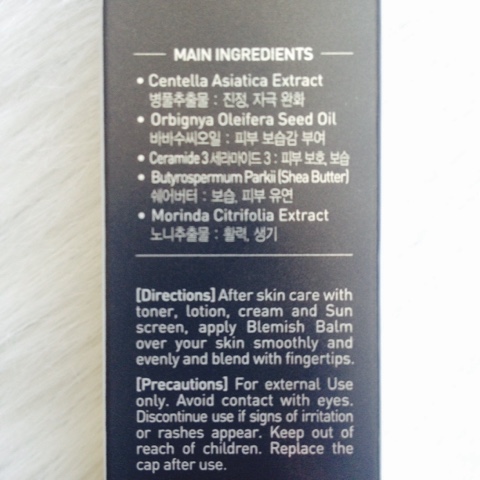 MAIN INGREDIENTS
• Centella Asiatica Extract
병풀추출물 : 진정, 자극 완화
• Orbignya Oleifera Seed Oil
바바수씨오일 : 피부 보습감 부여
• Ceramide 3 세라마이드 3 : 피부 보호, 보습
• Butyrospermum Parkii (Shea Butter)
쉐어버터 : 보습, 피부 유연
• Morinda Citrifolia Extract
노니추출물 : 활력, 생기
[Directions] After skin care with
toner, lotion, cream and Sun
screen, apply Blemish Balm
over your skin smoothly and
evenly and blend with fingertips.
[Precautions] For external Use
only. Avoid contact with eyes.
Discontinue use if signs of irritation
or rashes appear. Keep out of
reach of children. Replace the
cap after use.